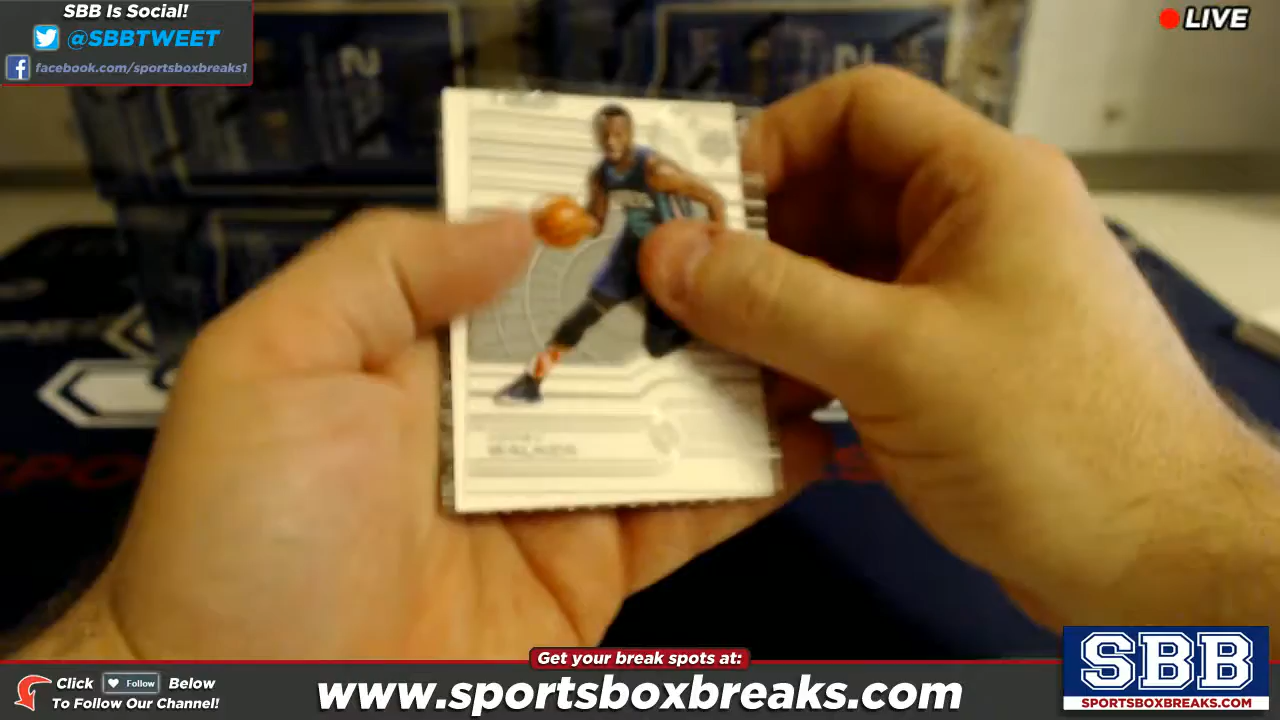 SBB Is Social!
@SBBTWEET
facebook.com/sportsboxbreaks1
LIVE
WALKER
Get your break spots at:
Click Follow Below
To Follow Our Channel!
www.sportsboxbreaks.com
SBB
SPORTSBOXBREAKS.COM